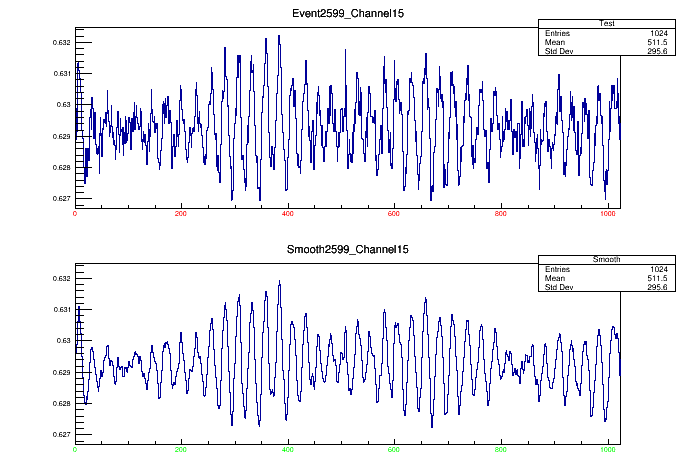 Event2599_Channel15
Test
Entries 1024
Mean 511.5
Std Dev 295.6
0.632
0.631
0.63
0.629
0.628
0.627
0 200 400 600 800 1000
Smooth2599_Channel15
Smooth
Entries 1024
Mean 511.5
Std Dev 295.6
0.632
0.631
0.63
0.629
0.628
0.627
0 200 400 600 800 1000